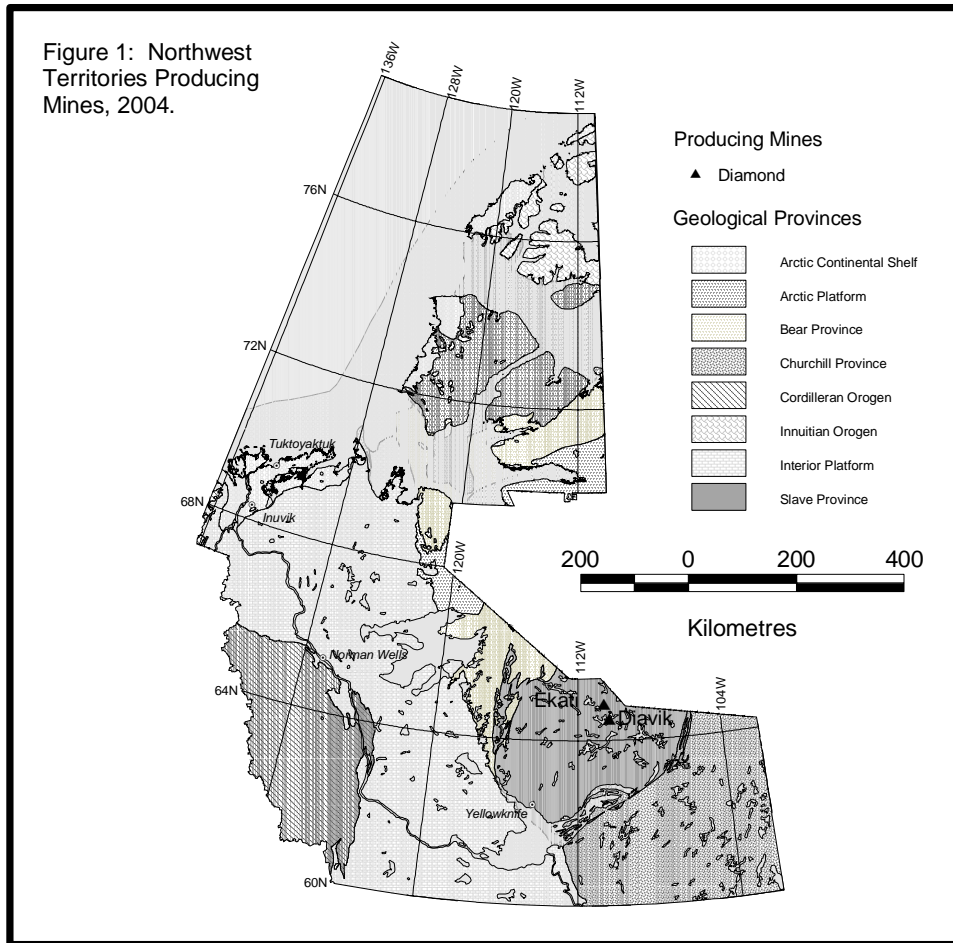 Figure 1: Northwest
Territories Producing
Mines, 2004.
136W
128W
120W
112W
76N
72N
68N
64N
60N
Tuktoyaktuk
Inuvik
120W
Norman Wells
112W
104W
Ekati
Diavik
Yellowknife
Producing Mines
Diamond
Geological Provinces
Arctic Continental Shelf
Arctic Platform
Bear Province
Churchill Province
Cordilleran Orogen
Innuitian Orogen
Interior Platform
Slave Province
200 0 200 400
Kilometres